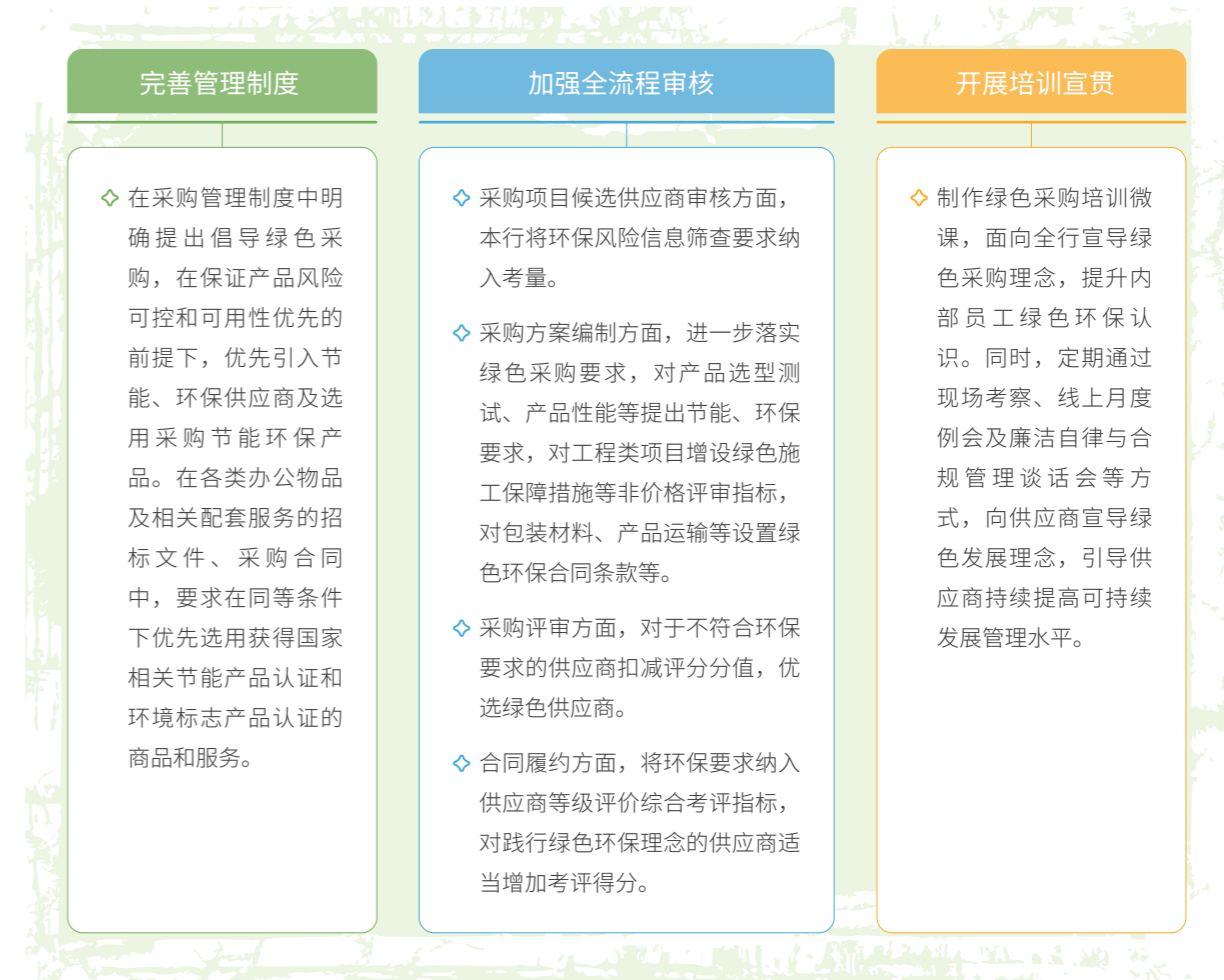 完善管理制度
在采购管理制度中明
确提出倡导绿色采
购，在保证产品风险
可控和可用性优先的
前提下，优先引入节
能、环保供应商及选
用采购节能环保产
品。在各类办公物品
及相关配套服务的招
标文件、采购合同
中，要求在同等条件
下优先选用获得国家
相关节能产品认证和
环境标志产品认证的
商品和服务。
加强全流程审核
采购项目候选供应商审核方面，
本行将环保风险信息筛查要求纳
入考量。
采购方案编制方面，进一步落实
绿色采购要求，对产品选型测
试、产品性能等提出节能、环保
要求，对工程类项目增设绿色施
工保障措施等非价格评审指标，
对包装材料、产品运输等设置绿
色环保合同条款等。
采购评审方面，对于不符合环保
要求的供应商扣减评分分值，优
选绿色供应商。
合同履约方面，将环保要求纳入
供应商等级评价综合考评指标，
对践行绿色环保理念的供应商适
当增加考评得分。
开展培训宣贯
制作绿色采购培训微
课，面向全行宣导绿
色采购理念，提升内
部员工绿色环保认
识。同时，定期通过
现场考察、线上月度
例会及廉洁自律与合
规管理谈话会等方
式，向供应商宣导绿
色发展理念，引导供
应商持续提高可持续
发展管理水平。